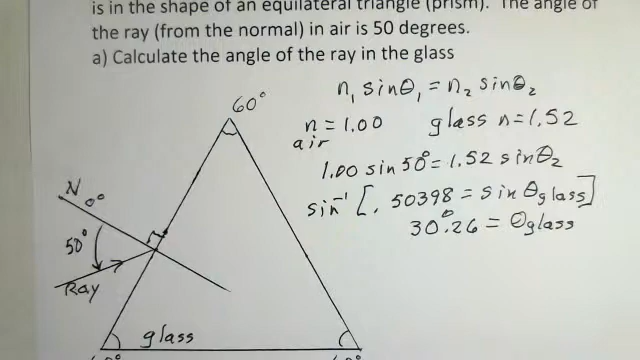 is in the shape of an equilateral triangle (prism). The angle of
the ray (from the normal) in air is 50 degrees.
a) Calculate the angle of the ray in the glass
60°
n₁ sinθ₁ = n₂ sinθ₂
n = 1.00 glass n = 1.52
air
1.00 sin 50° = 1.52 sinθ₂
sin⁻¹ [.50398 = sin θglass]
30°.26 = θglass
N 0°
50°
Ray
glass